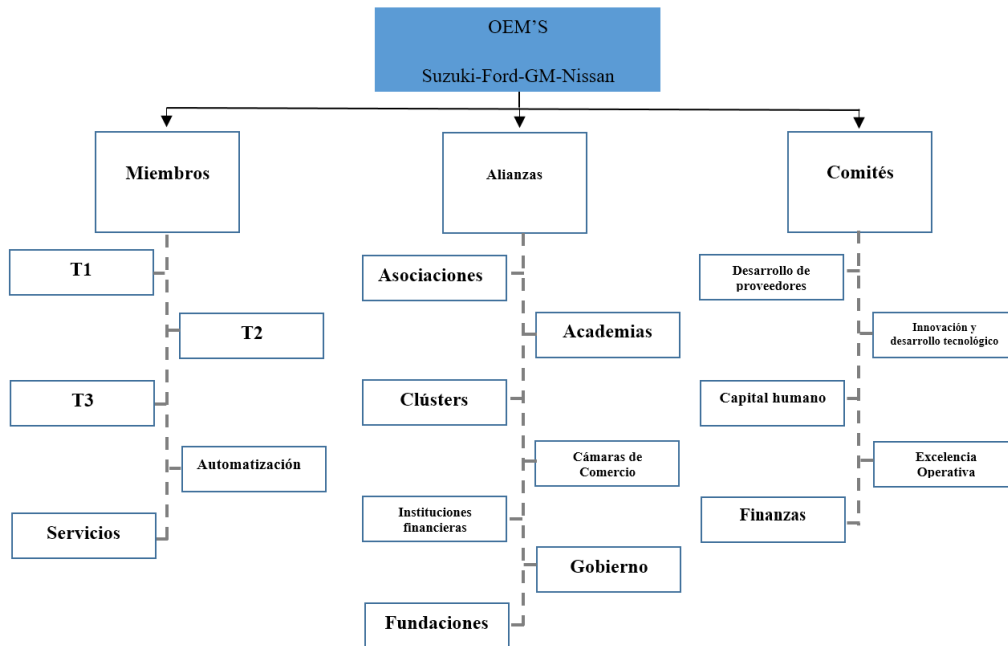 OEM'S
Suzuki-Ford-GM-Nissan
Miembros
Alianzas
Comités
T1
T2
T3
Automatización
Servicios
Asociaciones
Academias
Clústers
Cámaras de
Comercio
Instituciones
financieras
Gobierno
Fundaciones
Desarrollo de
proveedores
Innovación y
desarrollo tecnológico
Capital humano
Excelencia
Operativa
Finanzas